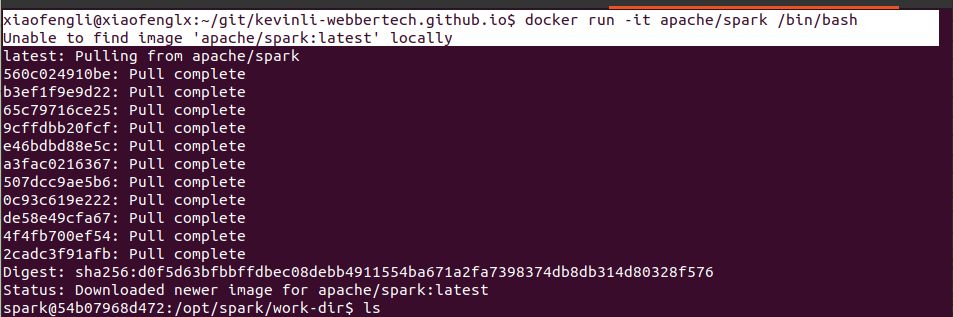 xiaofengli@xiaofenglx:~/git/kevinli-webbertech.github.io$ docker run -it apache/spark /bin/bash
Unable to find image 'apache/spark:latest' locally
latest: Pulling from apache/spark
560c024910be: Pull complete
b3ef1f9e9d22: Pull complete
65c79716ce25: Pull complete
9cffdbb20fcf: Pull complete
e46bdbd88e5c: Pull complete
a3fac0216367: Pull complete
507dcc9ae5b6: Pull complete
0c93c619e222: Pull complete
de58e49cfa67: Pull complete
4f4fb700ef54: Pull complete
2cadc3f91afb: Pull complete
Digest: sha256:d0f5d63bfbbffdbec08debb4911554ba671a2fa7398374db8db314d80328f576
Status: Downloaded newer image for apache/spark:latest
spark@54b07968d472:/opt/spark/work-dir$ ls